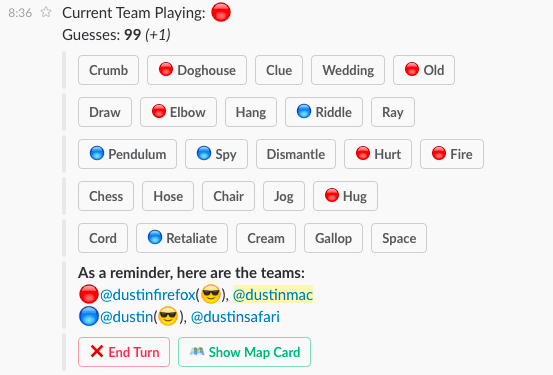 8:36 Current Team Playing:
Guesses: 99 (+1)
Crumb Doghouse Clue Wedding Old
Draw Elbow Hang Riddle Ray
Pendulum Spy Dismantle Hurt Fire
Chess Hose Chair Jog Hug
Cord Retaliate Cream Gallop Space
As a reminder, here are the teams:
@dustinfirefox(😎), @dustinmac
@dustin(😎), @dustinsafari
End Turn Show Map Card